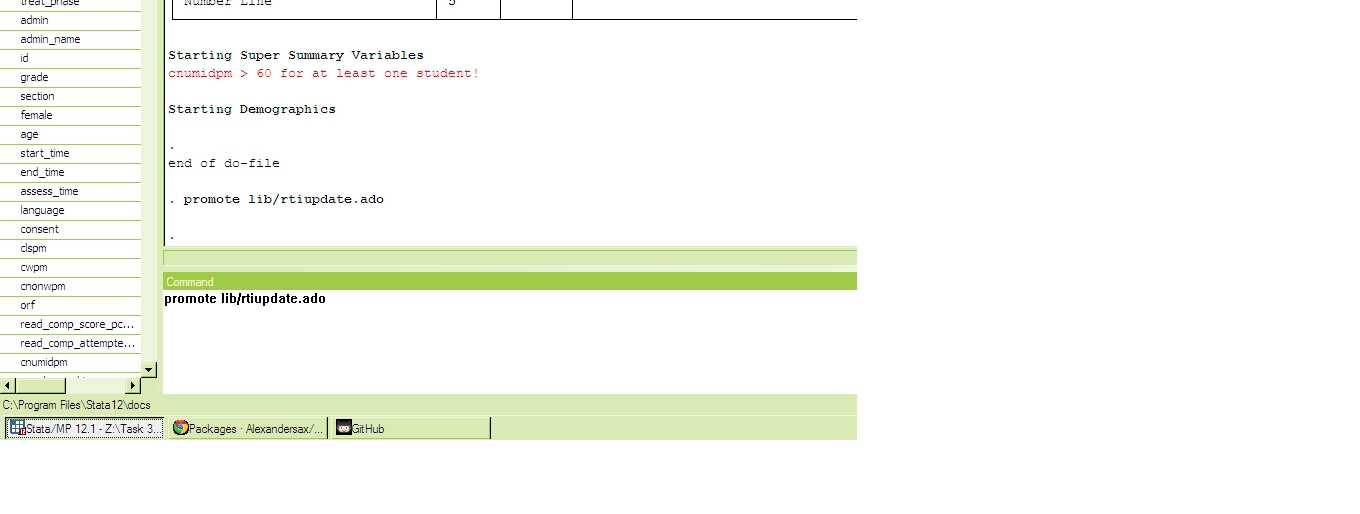 treat_phase
admin
admin_name
id
grade
section
female
age
start_time
end_time
assess_time
language
consent
clspm
cwpm
cnonwpm
orf
read_comp_score_pc...
read_comp_attempte...
cnumidpm
Number Line 5
Starting Super Summary Variables
cnumidpm > 60 for at least one student!
Starting Demographics
.
end of do-file
. promote lib/rtiupdate.ado
.
Command
promote lib/rtiupdate.ado
C:\Program Files\Stata12\docs
Stata/MP 12.1 - Z:\Task 3...
Packages · Alexandersax/...
GitHub